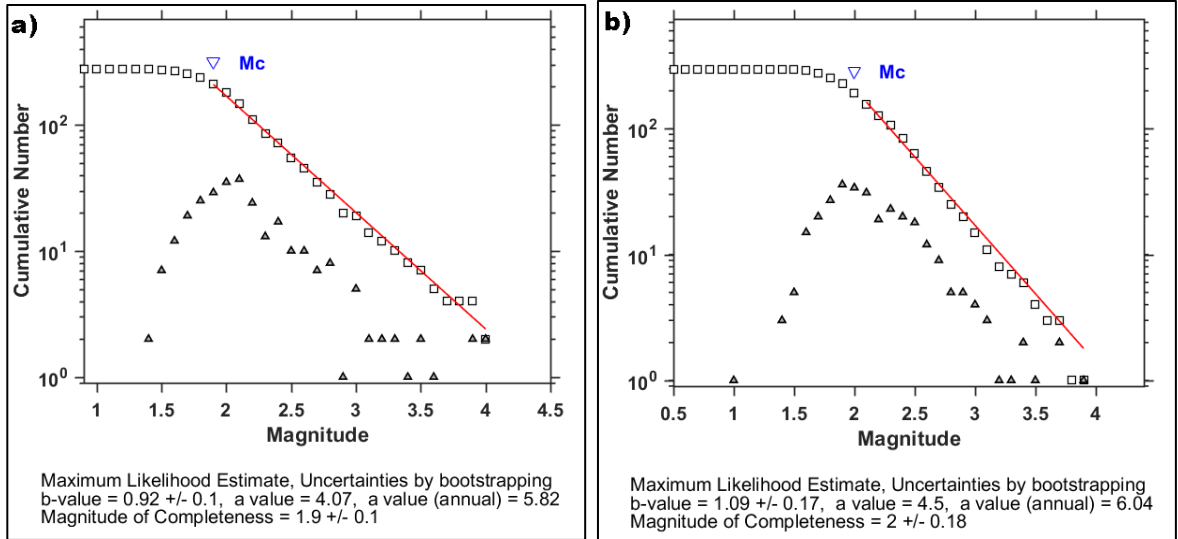 a)
Mc
10^2
10^1
10^0
Cumulative Number
1 1.5 2 2.5 3 3.5 4 4.5
Magnitude
Maximum Likelihood Estimate, Uncertainties by bootstrapping
b-value = 0.92 +/- 0.1, a value = 4.07, a value (annual) = 5.82
Magnitude of Completeness = 1.9 +/- 0.1
b)
Mc
10^2
10^1
10^0
Cumulative Number
0.5 1 1.5 2 2.5 3 3.5 4
Magnitude
Maximum Likelihood Estimate, Uncertainties by bootstrapping
b-value = 1.09 +/- 0.17, a value = 4.5, a value (annual) = 6.04
Magnitude of Completeness = 2 +/- 0.18